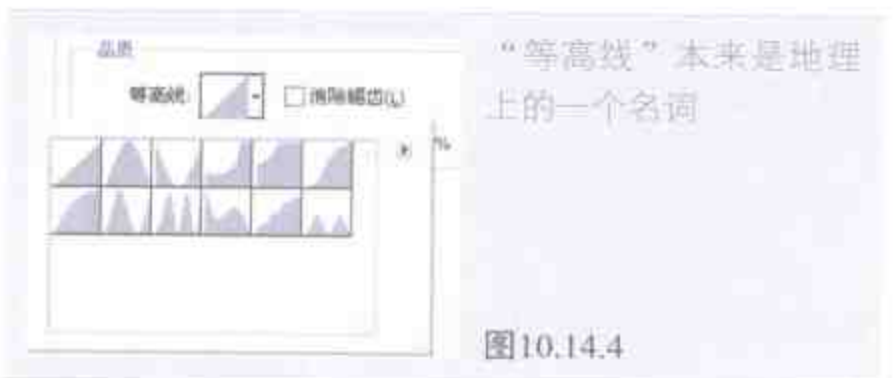 品质
等高线:
消除锯齿(L)
%
“等高线”本来是地理
上的一个名词
图10.14.4